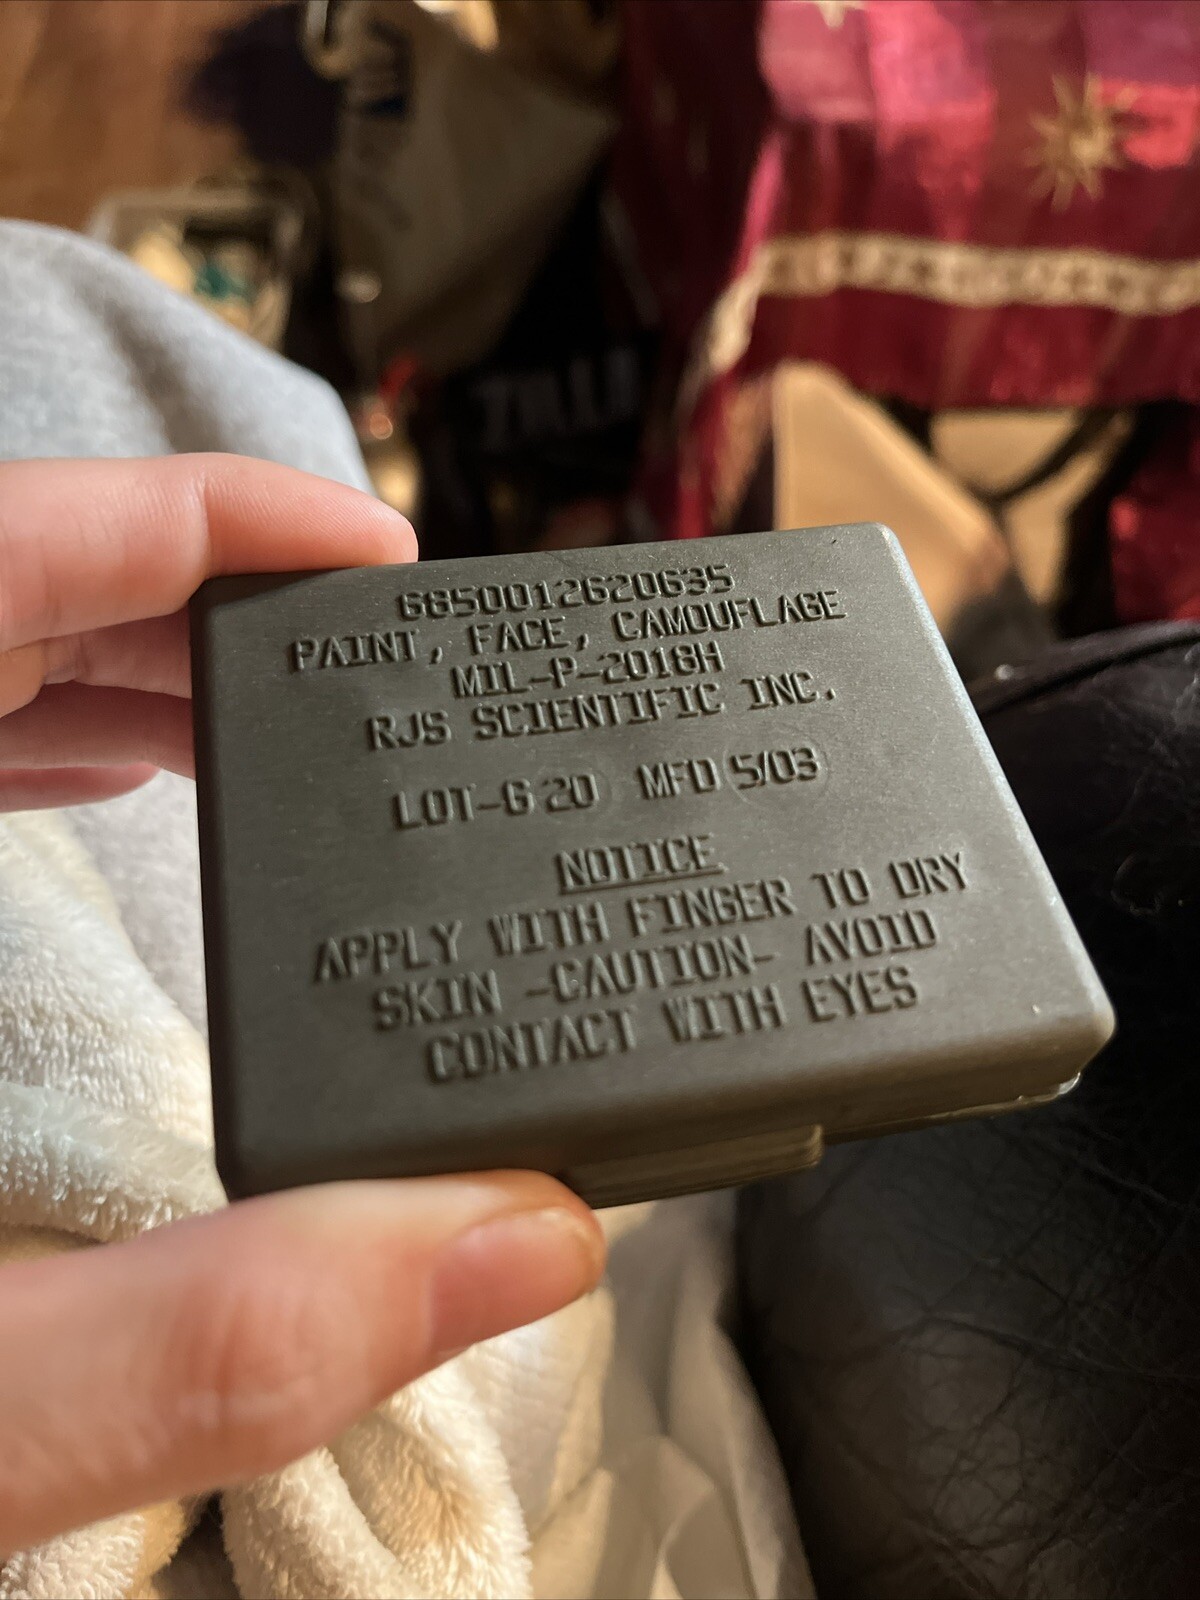 6850012620635
PAINT, FACE, CAMOUFLAGE
MIL-P-2018H
RJS SCIENTIFIC INC.
LOT-G 20 MFD 5/03
NOTICE
APPLY WITH FINGER TO DRY
SKIN -CAUTION- AVOID
CONTACT WITH EYES